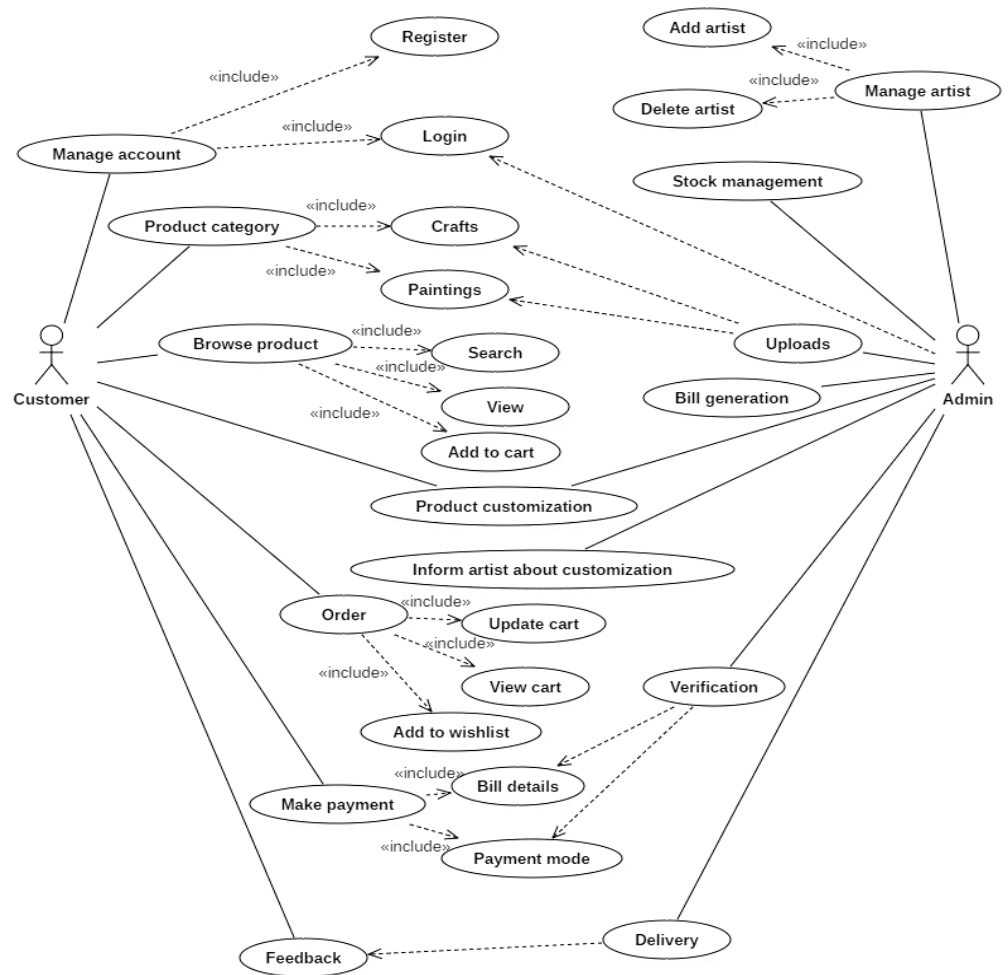 Register
Add artist
«include»
«include»
Manage artist
«include»
Delete artist
«include»
Login
Manage account
Stock management
«include»
Product category
Crafts
«include»
Paintings
Browse product
«include»
Search
Uploads
«include»
Customer
Admin
Bill generation
View
«include»
Add to cart
Product customization
Inform artist about customization
Order
«include»
Update cart
«include»
View cart
Verification
«include»
Add to wishlist
«include»
Bill details
Make payment
«include»
Payment mode
Delivery
Feedback